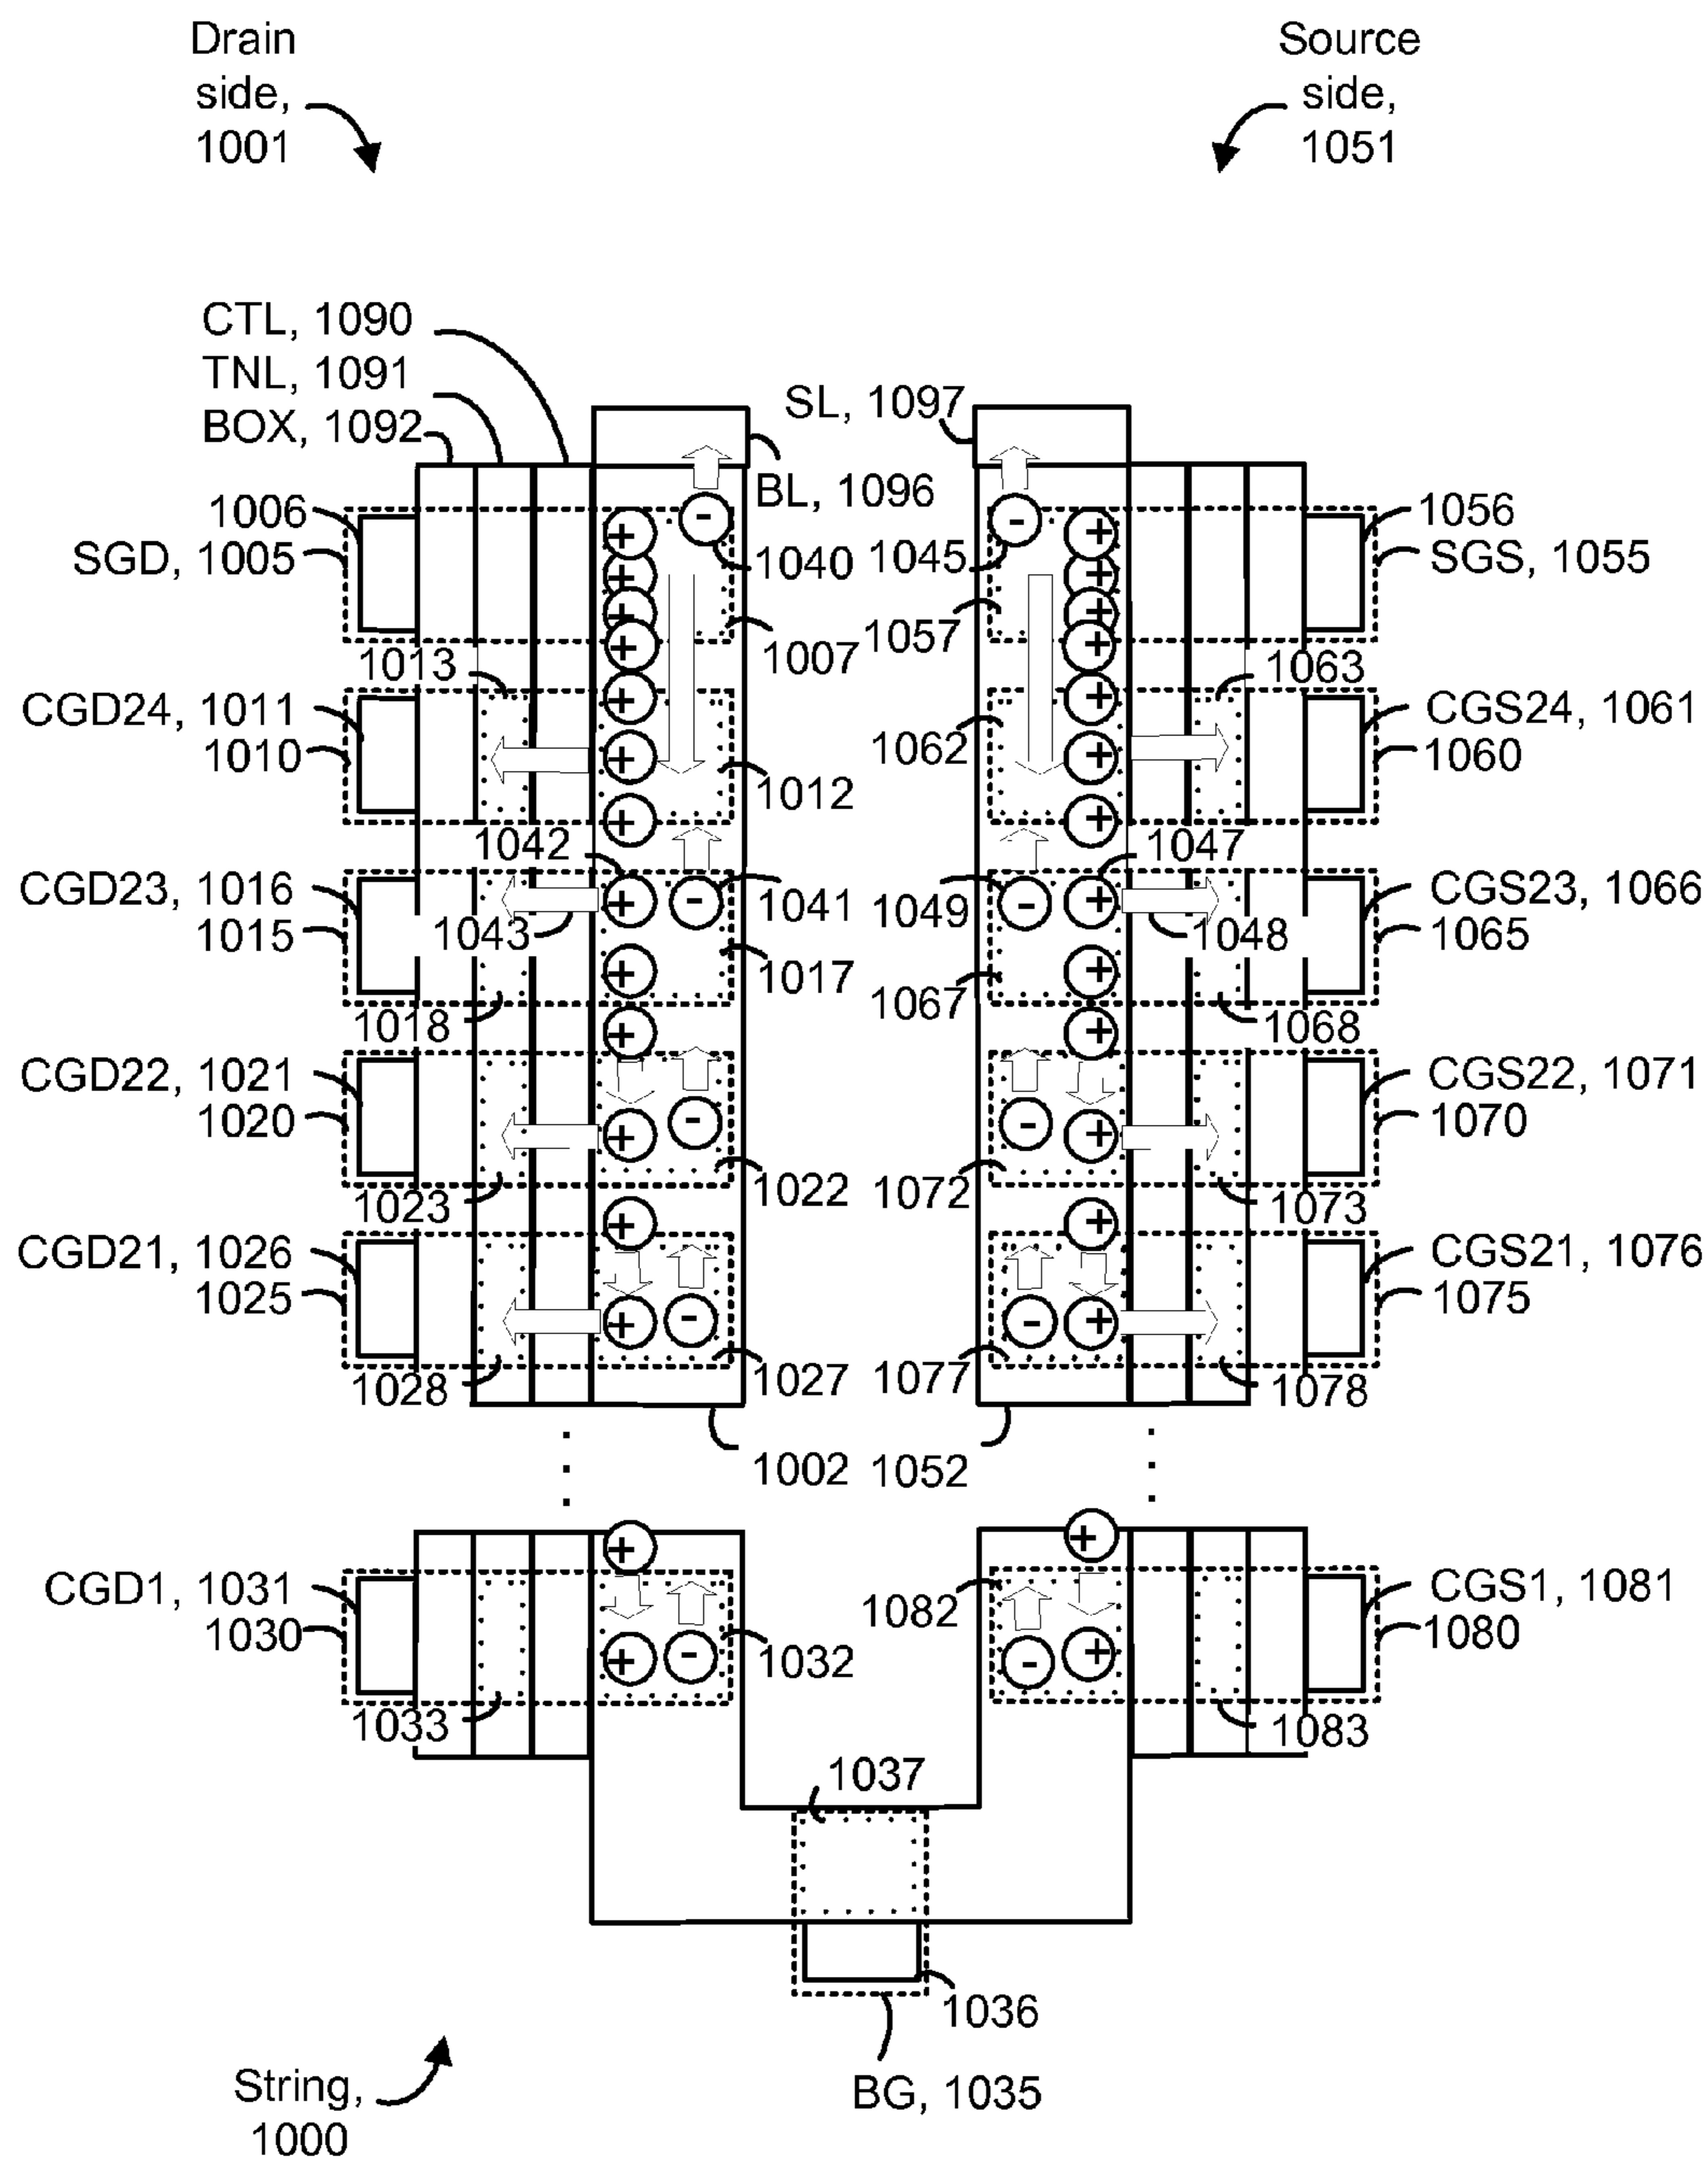 Drain
side,
1001
Source
side,
1051
CTL, 1090
TNL, 1091
BOX, 1092
SL, 1097
BL, 1096
1006
SGD, 1005
1040
1045
1056
SGS, 1055
1007
1057
1013
1063
CGD24, 1011
1010
1012
1062
CGS24, 1061
1060
1042
1047
CGD23, 1016
1015
1043
1041
1049
1048
CGS23, 1066
1065
1017
1067
1018
1068
CGD22, 1021
1020
CGS22, 1071
1070
1023
1022
1072
1073
CGD21, 1026
1025
CGS21, 1076
1075
1028
1027
1077
1078
1002
1052
CGD1, 1031
1030
1032
1082
CGS1, 1081
1080
1033
1083
1037
1036
BG, 1035
String,
1000